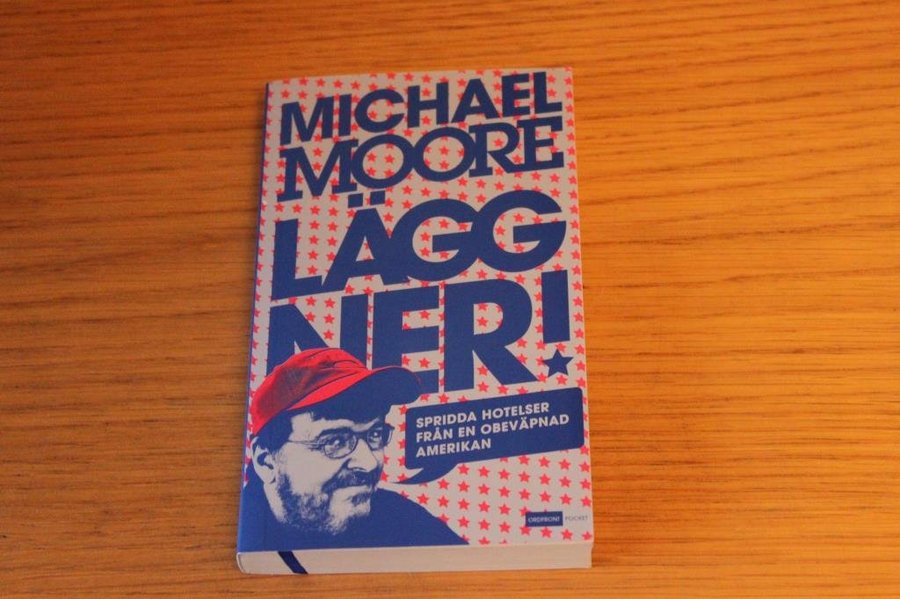 MICHAEL
MOORE
LÄGG
NER!
SPRIDDA HOTELSER
FRÅN EN OBEVÄPNAD
AMERIKAN
ORDFRONT POCKET